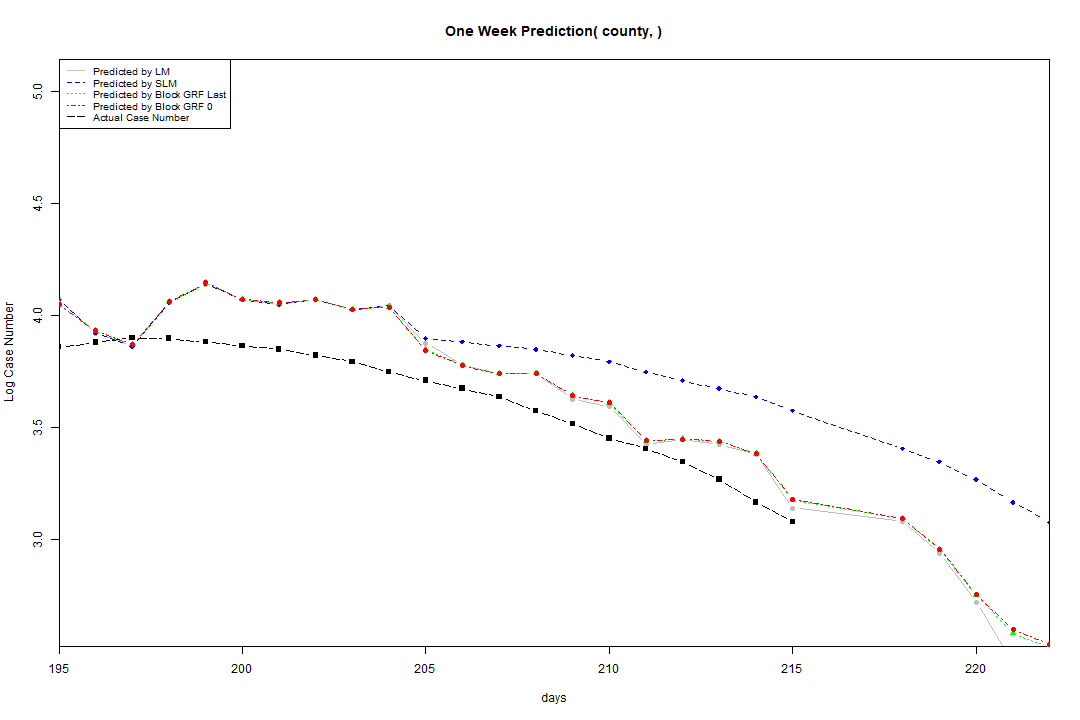 One Week Prediction( county, )
Predicted by LM
Predicted by SLM
Predicted by Block GRF Last
Predicted by Block GRF 0
Actual Case Number
5.0
4.5
4.0
3.5
3.0
Log Case Number
195 200 205 210 215 220
days